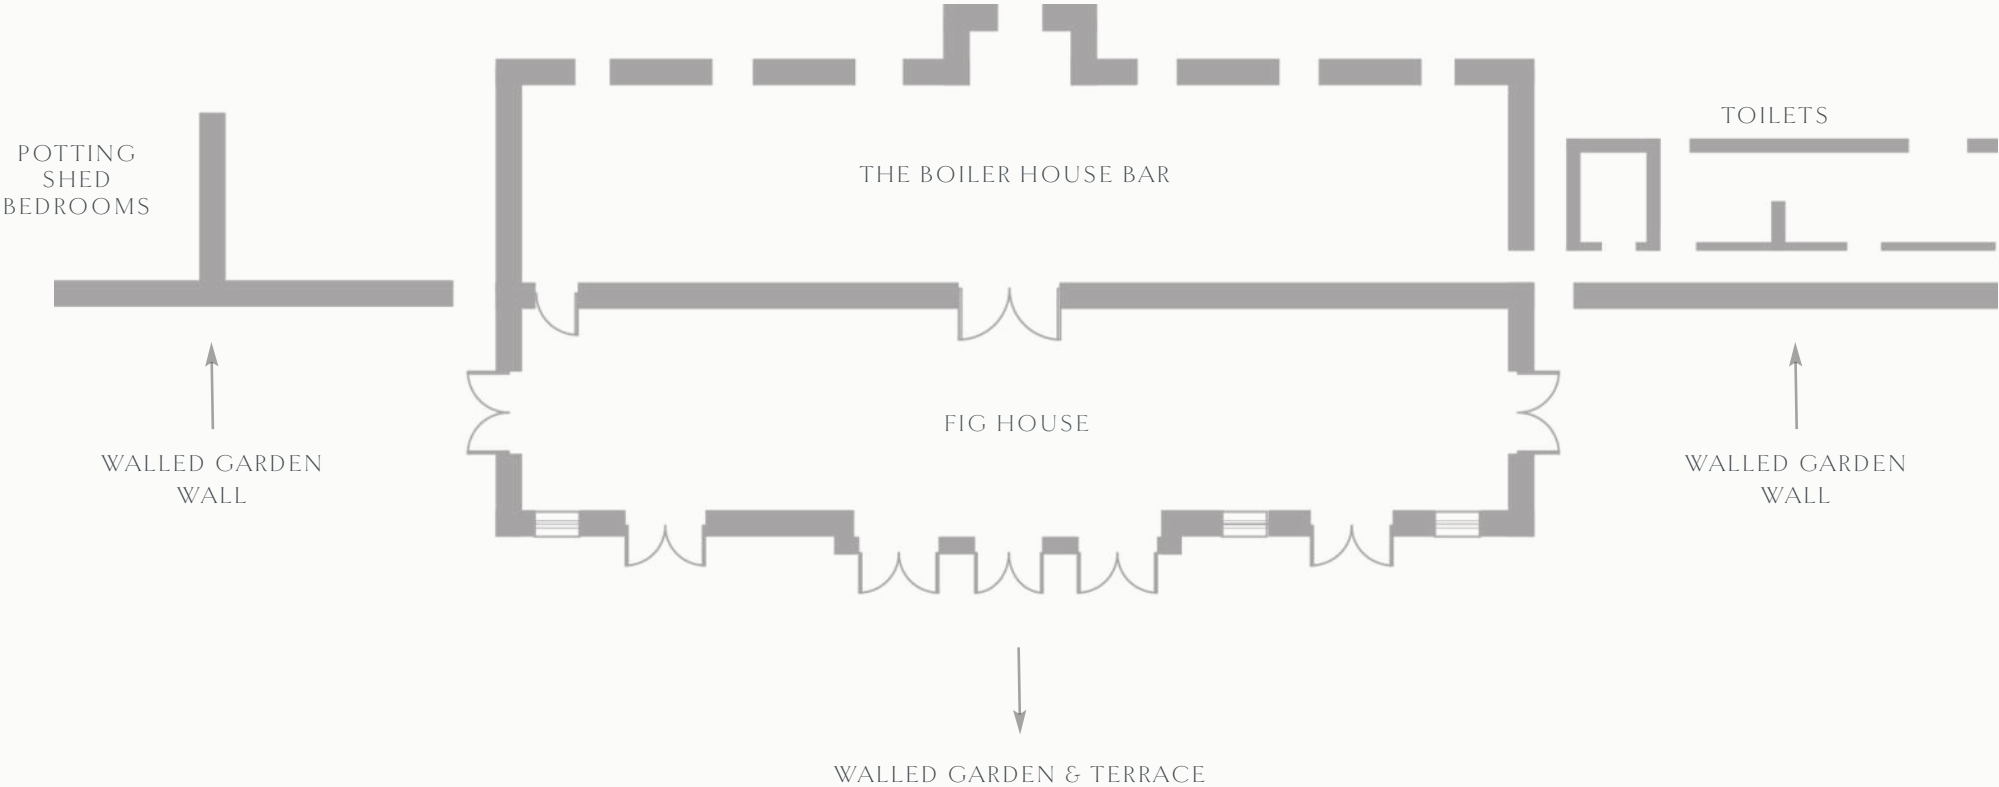 TOILETS
POTTING
SHED
BEDROOMS
THE BOILER HOUSE BAR
FIG HOUSE
WALLED GARDEN
WALL
WALLED GARDEN
WALL
WALLED GARDEN & TERRACE